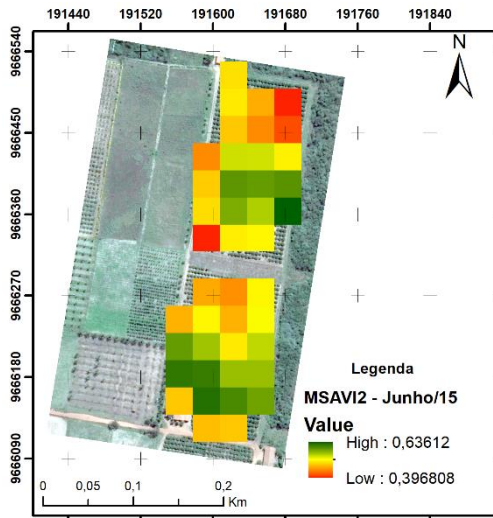 191440 191520 191600 191680 191760 191840
9666540
9666450
9666360
9666270
9666180
9666090
N
Legenda
MSAVI2 - Junho/15
Value
High : 0,63612
Low : 0,396808
0 0,05 0,1 0,2
Km